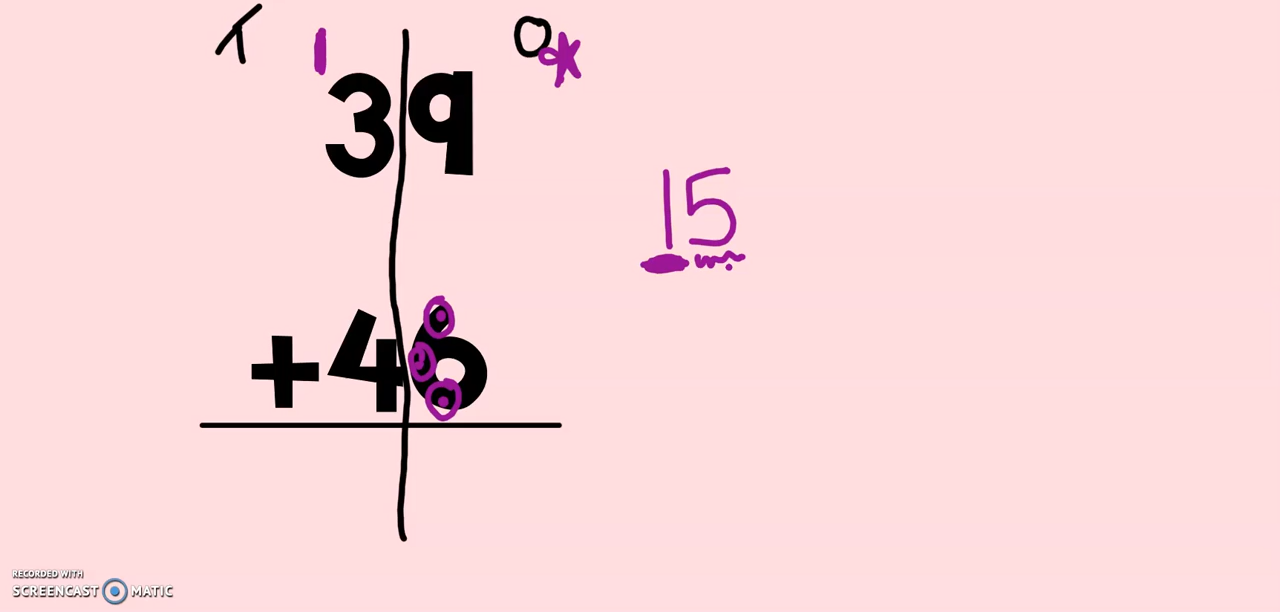 T 1 O*
39
15
+46
RECORDED WITH
SCREENCAST MATIC